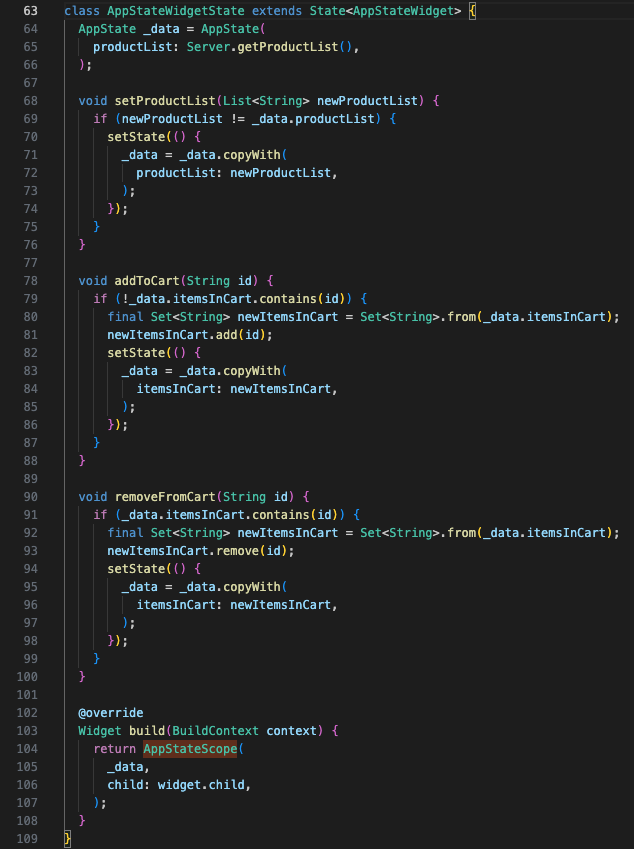 63 class AppStateWidgetState extends State<AppStateWidget> {
64   AppState _data = AppState(
65     productList: Server.getProductList(),
66   );
67
68   void setProductList(List<String> newProductList) {
69     if (newProductList != _data.productList) {
70       setState(() {
71         _data = _data.copyWith(
72           productList: newProductList,
73         );
74       });
75     }
76   }
77
78   void addToCart(String id) {
79     if (!_data.itemsInCart.contains(id)) {
80       final Set<String> newItemsInCart = Set<String>.from(_data.itemsInCart);
81       newItemsInCart.add(id);
82       setState(() {
83         _data = _data.copyWith(
84           itemsInCart: newItemsInCart,
85         );
86       });
87     }
88   }
89
90   void removeFromCart(String id) {
91     if (_data.itemsInCart.contains(id)) {
92       final Set<String> newItemsInCart = Set<String>.from(_data.itemsInCart);
93       newItemsInCart.remove(id);
94       setState(() {
95         _data = _data.copyWith(
96           itemsInCart: newItemsInCart,
97         );
98       });
99     }
100   }
101
102   @override
103   Widget build(BuildContext context) {
104     return AppStateScope(
105       _data,
106       child: widget.child,
107     );
108   }
109 }